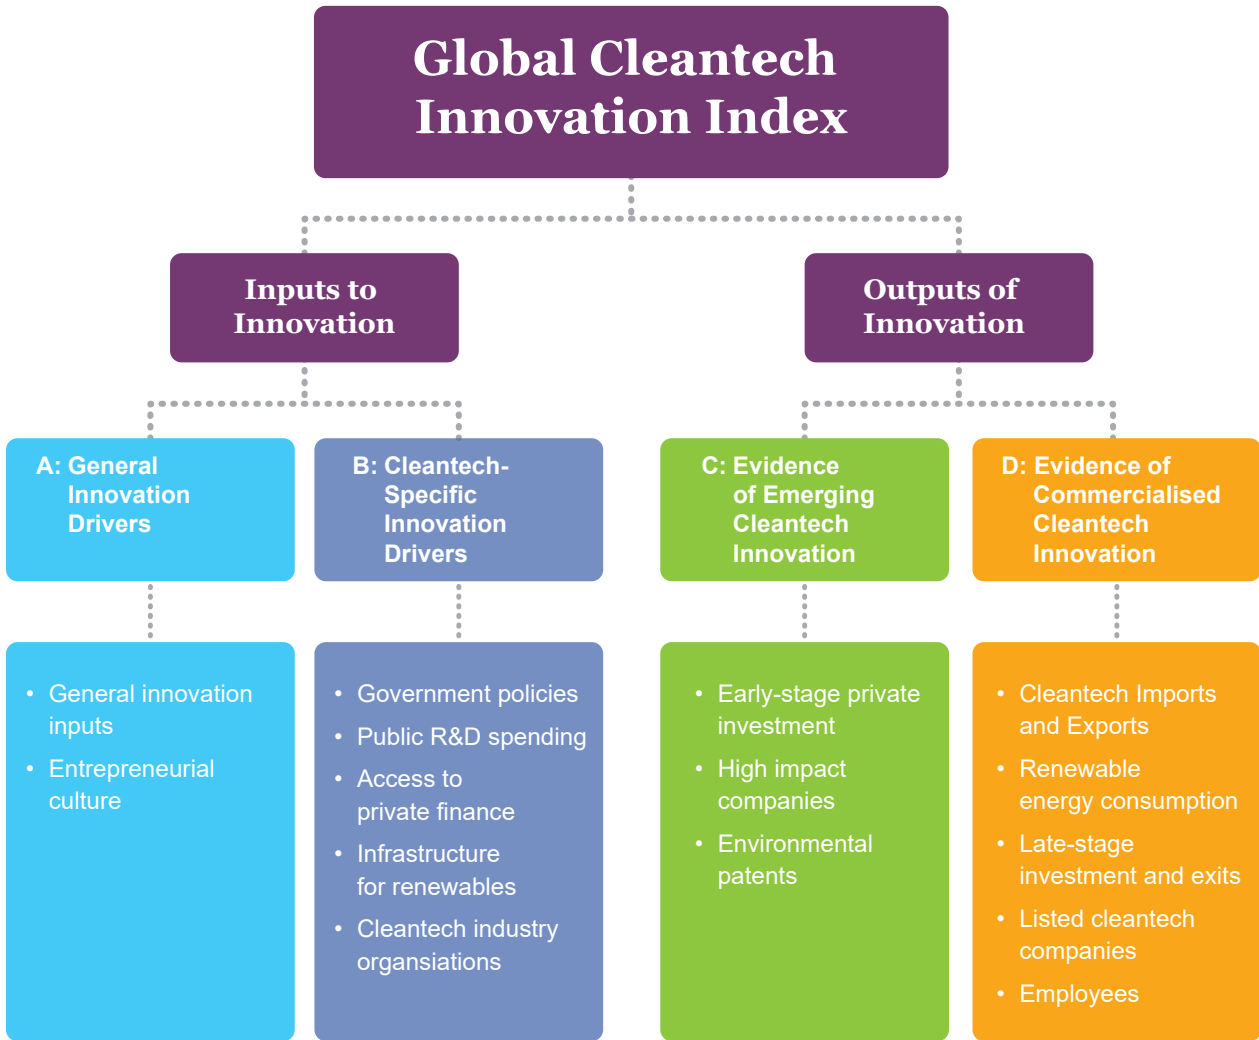 Global Cleantech
Innovation Index
Inputs to
Innovation
Outputs of
Innovation
A: General
Innovation
Drivers
B: Cleantech-
Specific
Innovation
Drivers
C: Evidence
of Emerging
Cleantech
Innovation
D: Evidence of
Commercialised
Cleantech
Innovation
• General innovation
inputs
• Entrepreneurial
culture
• Government policies
• Public R&D spending
• Access to
private finance
• Infrastructure
for renewables
• Cleantech industry
organsiations
• Early-stage private
investment
• High impact
companies
• Environmental
patents
• Cleantech Imports
and Exports
• Renewable
energy consumption
• Late-stage
investment and exits
• Listed cleantech
companies
• Employees